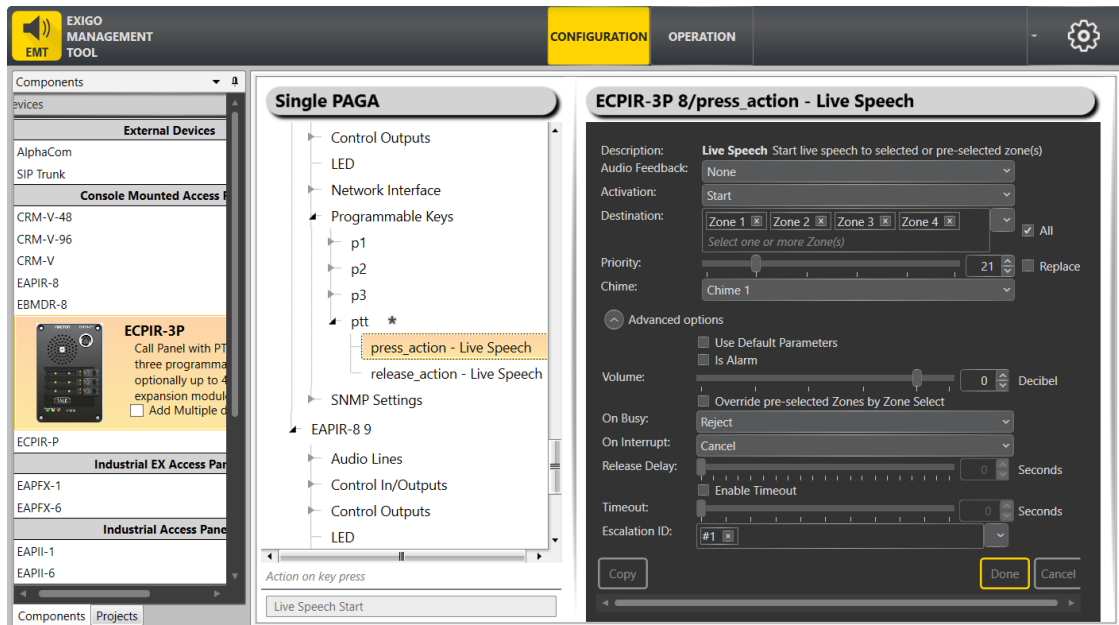 EXIGO
MANAGEMENT
TOOL
EMT
CONFIGURATION
OPERATION
Components
evices
External Devices
AlphaCom
SIP Trunk
Console Mounted Access P
CRM-V-48
CRM-V-96
CRM-V
EAPIR-8
EBMDR-8
ECPIR-3P
Call Panel with PT
three programma
optionally up to 4
expansion modul
Add Multiple d
ECPIR-P
Industrial EX Access Par
EAPFX-1
EAPFX-6
Industrial Access Pane
EAPII-1
EAPII-6
Components Projects
Single PAGA
Control Outputs
LED
Network Interface
Programmable Keys
p1
p2
p3
ptt *
press_action - Live Speech
release_action - Live Speech
SNMP Settings
EAPIR-8 9
Audio Lines
Control In/Outputs
Control Outputs
LED
Action on key press
Live Speech Start
ECPIR-3P 8/press_action - Live Speech
Description: Live Speech Start live speech to selected or pre-selected zone(s)
Audio Feedback: None
Activation: Start
Destination: Zone 1 Zone 2 Zone 3 Zone 4
Select one or more Zone(s)
All
Priority: 21 Replace
Chime: Chime 1
Advanced options
Use Default Parameters
Is Alarm
Volume: 0 Decibel
Override pre-selected Zones by Zone Select
On Busy: Reject
On Interrupt: Cancel
Release Delay: 0 Seconds
Enable Timeout
Timeout: 0 Seconds
Escalation ID: #1
Copy Done Cancel